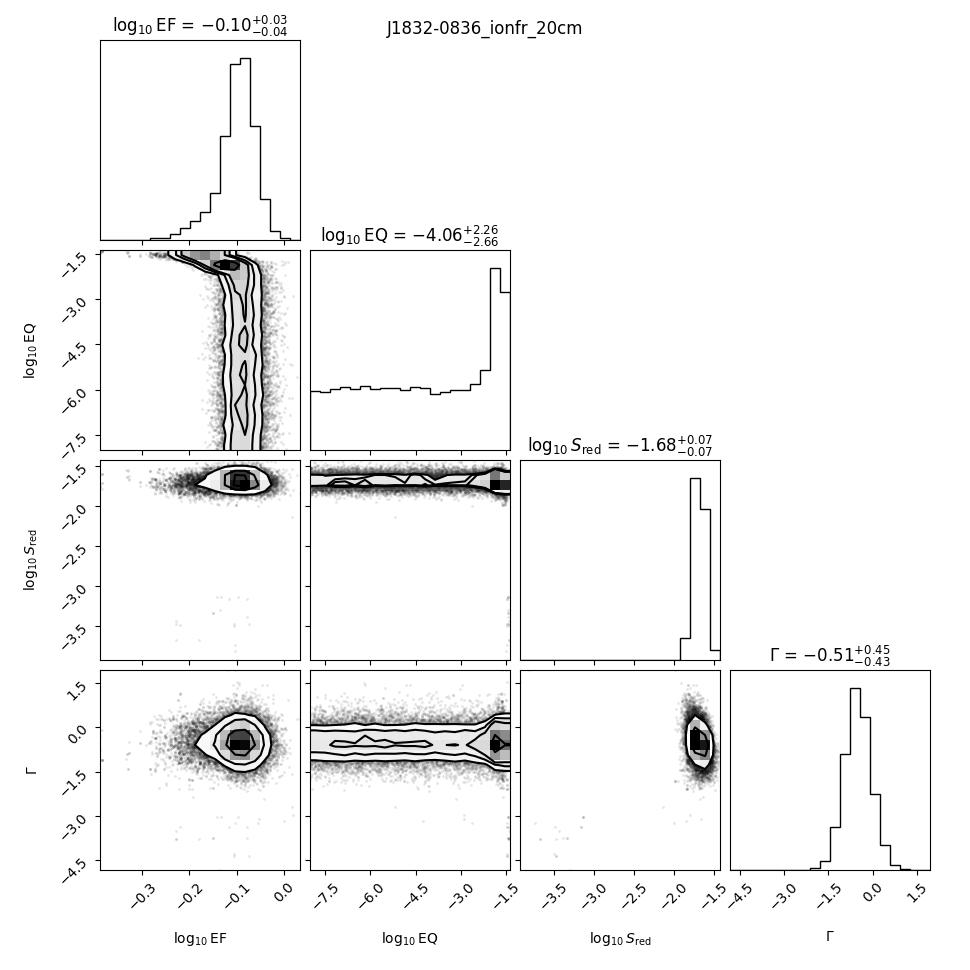 J1832-0836_ionfr_20cm
log₁₀ EF = −0.10 +0.03 −0.04
log₁₀ EQ = −4.06 +2.26 −2.66
−1.5
−3.0
−4.5
−6.0
−7.5
log₁₀ EQ
log₁₀ S_red = −1.68 +0.07 −0.07
−1.5
−2.0
−2.5
−3.0
−3.5
log₁₀ S_red
Γ = −0.51 +0.45 −0.43
1.5
0.0
−1.5
−3.0
−4.5
Γ
−0.3 −0.2 −0.1 0.0
−7.5 −6.0 −4.5 −3.0 −1.5
−3.5 −3.0 −2.5 −2.0 −1.5
−4.5 −3.0 −1.5 0.0 1.5
log₁₀ EF
log₁₀ EQ
log₁₀ S_red
Γ